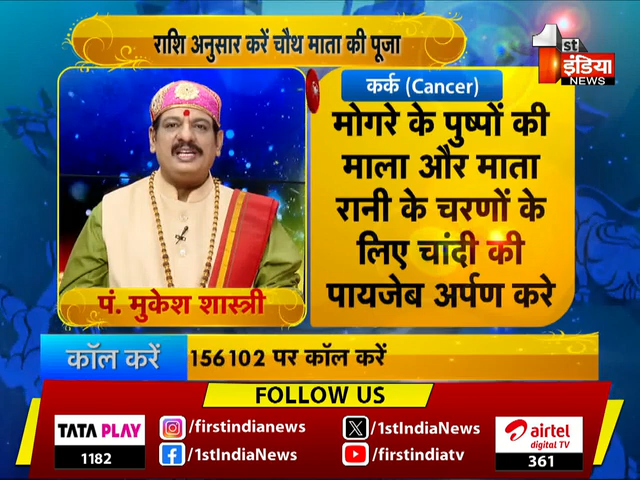 राशि अनुसार करें चौथ माता की पूजा
1st
इंडिया
NEWS
कर्क (Cancer)
मोगरे के पुष्पों की
माला और माता
रानी के चरणों के
लिए चांदी की
पायजेब अर्पण करे
पं. मुकेश शास्त्री
कॉल करें
156102 पर कॉल करें
FOLLOW US
TATA PLAY
1182
/firstindianews
/1stIndiaNews
/1stIndiaNews
/firstindiatv
airtel
digital TV
361